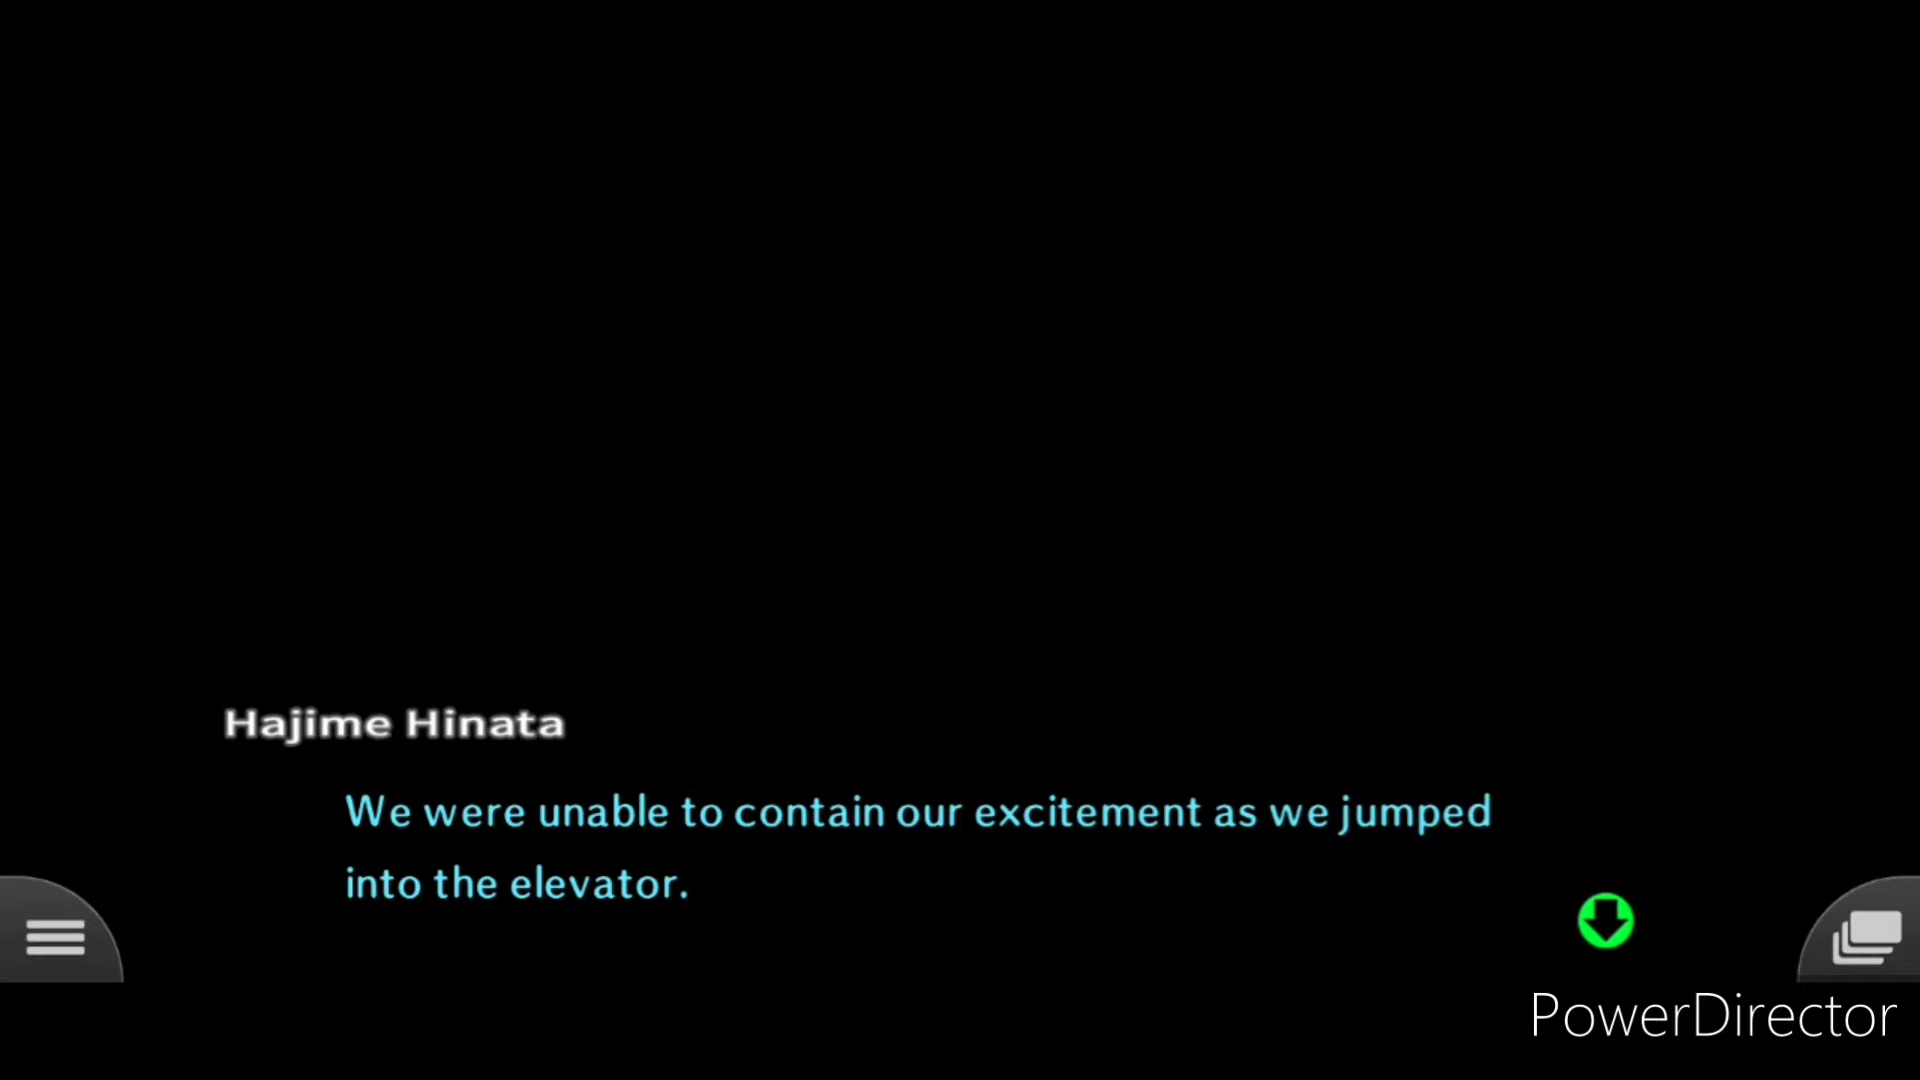 Hajime Hinata
We were unable to contain our excitement as we jumped
into the elevator.
PowerDirector